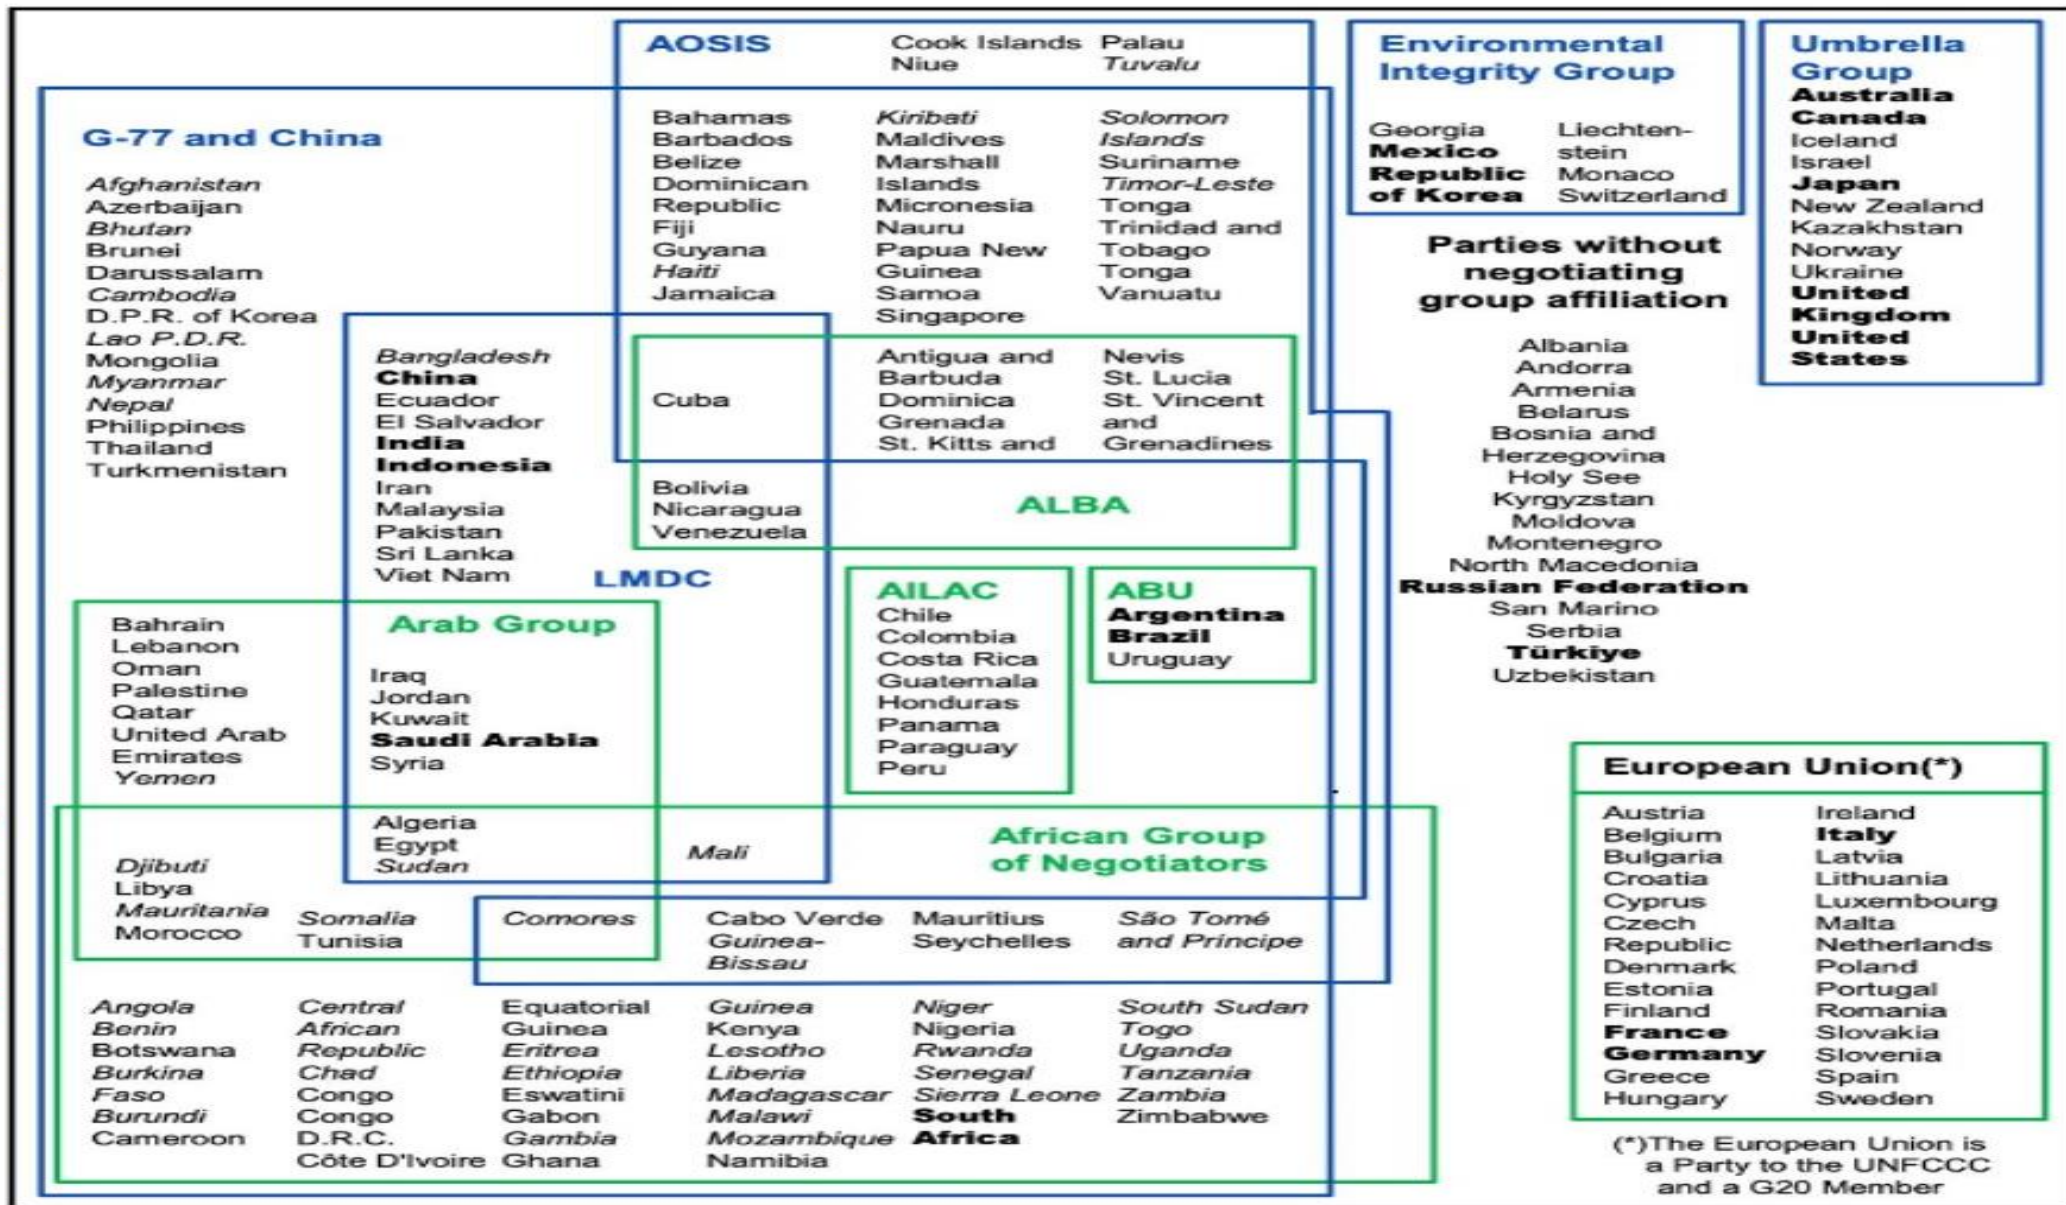 AOSIS
Cook Islands
Niue
Palau
Tuvalu
Environmental
Integrity Group
Georgia
Mexico
Republic
of Korea
Liechten-
stein
Monaco
Switzerland
Umbrella
Group
Australia
Canada
Iceland
Israel
Japan
New Zealand
Kazakhstan
Norway
Ukraine
United
Kingdom
United
States
G-77 and China
Afghanistan
Azerbaijan
Bhutan
Brunei
Darussalam
Cambodia
D.P.R. of Korea
Lao P.D.R.
Mongolia
Myanmar
Nepal
Philippines
Thailand
Turkmenistan
Bahamas
Barbados
Belize
Dominican
Republic
Fiji
Guyana
Haiti
Jamaica
Kiribati
Maldives
Marshall
Islands
Micronesia
Nauru
Papua New
Guinea
Samoa
Singapore
Solomon
Islands
Suriname
Timor-Leste
Tonga
Trinidad and
Tobago
Tonga
Vanuatu
Bangladesh
China
Ecuador
El Salvador
India
Indonesia
Iran
Malaysia
Pakistan
Sri Lanka
Viet Nam
LMDC
Cuba
Antigua and
Barbuda
Dominica
Grenada
St. Kitts and
Nevis
St. Lucia
St. Vincent
and
Grenadines
Bolivia
Nicaragua
Venezuela
ALBA
Parties without
negotiating
group affiliation
Albania
Andorra
Armenia
Belarus
Bosnia and
Herzegovina
Holy See
Kyrgyzstan
Moldova
Montenegro
North Macedonia
Russian Federation
San Marino
Serbia
Türkiye
Uzbekistan
AILAC
Chile
Colombia
Costa Rica
Guatemala
Honduras
Panama
Paraguay
Peru
ABU
Argentina
Brazil
Uruguay
Arab Group
Bahrain
Lebanon
Oman
Palestine
Qatar
United Arab
Emirates
Yemen
Iraq
Jordan
Kuwait
Saudi Arabia
Syria
Algeria
Egypt
Sudan
Mali
African Group
of Negotiators
Djibuti
Libya
Mauritania
Morocco
Somalia
Tunisia
Comores
Cabo Verde
Guinea-
Bissau
Mauritius
Seychelles
São Tomé
and Príncipe
Angola
Benin
Botswana
Burkina
Faso
Burundi
Cameroon
Central
African
Republic
Chad
Congo
Congo
D.R.C.
Côte D'Ivoire
Equatorial
Guinea
Eritrea
Ethiopia
Eswatini
Gabon
Gambia
Ghana
Guinea
Kenya
Lesotho
Liberia
Madagascar
Malawi
Mozambique
Namibia
Niger
Nigeria
Rwanda
Senegal
Sierra Leone
South
Africa
South Sudan
Togo
Uganda
Tanzania
Zambia
Zimbabwe
European Union(*)
Austria
Belgium
Bulgaria
Croatia
Cyprus
Czech
Republic
Denmark
Estonia
Finland
France
Germany
Greece
Hungary
Ireland
Italy
Latvia
Lithuania
Luxembourg
Malta
Netherlands
Poland
Portugal
Romania
Slovakia
Slovenia
Spain
Sweden
(*)The European Union is
a Party to the UNFCCC
and a G20 Member